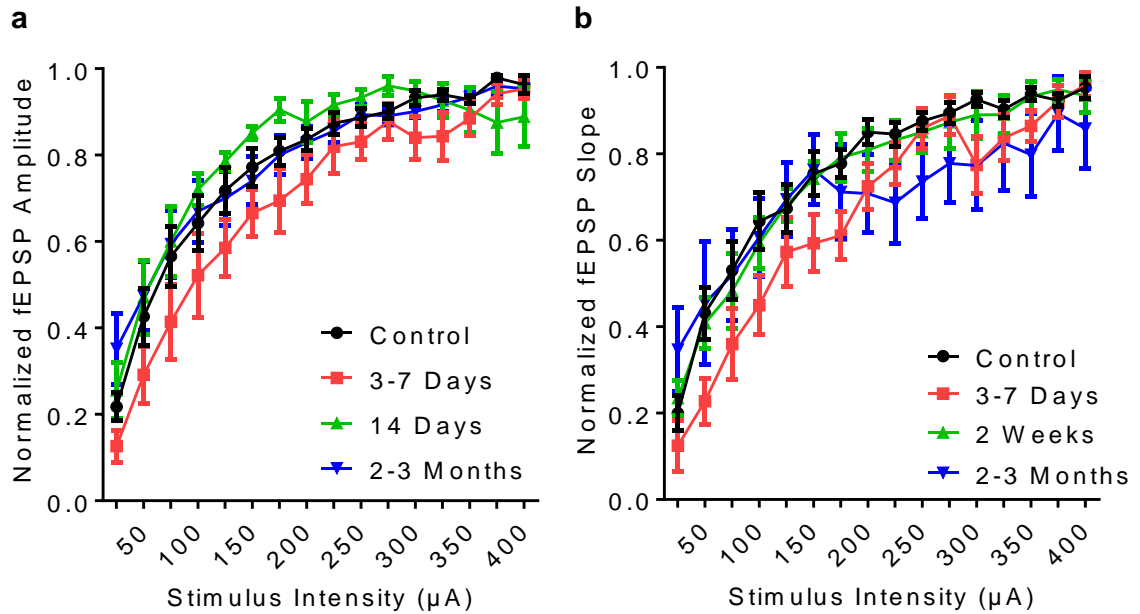 a
Normalized fEPSP Amplitude
1.0
0.8
0.6
0.4
0.2
0.0
Control
3-7 Days
14 Days
2-3 Months
50 100 150 200 250 300 350 400
Stimulus Intensity (µA)
b
Normalized fEPSP Slope
1.0
0.8
0.6
0.4
0.2
0.0
Control
3-7 Days
2 Weeks
2-3 Months
50 100 150 200 250 300 350 400
Stimulus Intensity (µA)